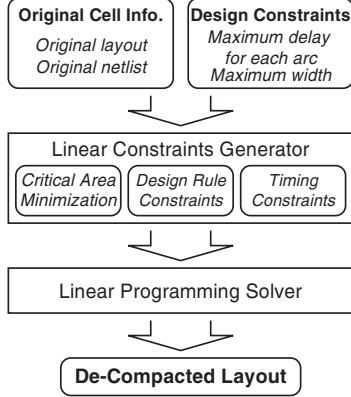 Original Cell Info.
Original layout
Original netlist
Design Constraints
Maximum delay
for each arc
Maximum width
Linear Constraints Generator
Critical Area
Minimization
Design Rule
Constraints
Timing
Constraints
Linear Programming Solver
De-Compacted Layout